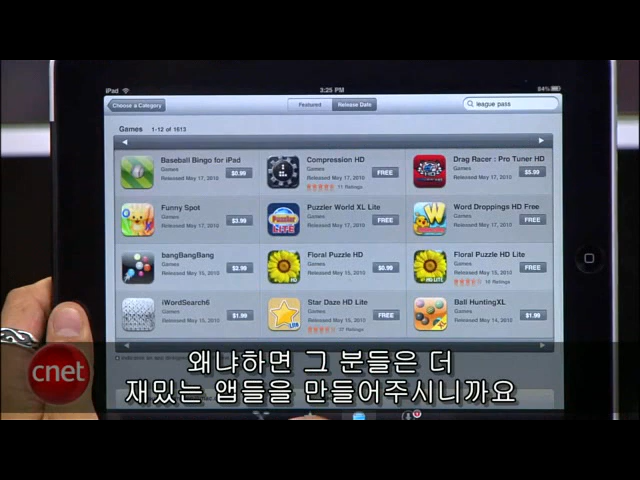 iPad
3:25 PM
84%
Choose a Category
Featured
Release Date
league pass
Games 1-12 of 1613
Baseball Bingo for iPad
Games
Released May 17, 2010
$0.99
Compression HD
Games
Released May 17, 2010
71 Ratings
FREE
Drag Racer : Pro Tuner HD
Games
Released May 17, 2010
$5.99
Funny Spot
Games
Released May 17, 2010
$3.99
Puzzler World XL Lite
Games
Released May 17, 2010
FREE
Word Droppings HD Free
Games
Released May 17, 2010
FREE
bangBangBang
Games
Released May 15, 2010
$2.99
Floral Puzzle HD
Games
Released May 15, 2010
$0.99
Floral Puzzle HD Lite
Games
Released May 15, 2010
FREE
iWordSearch6
Games
Released May 15, 2010
$1.99
Star Daze HD Lite
Games
Released May 15, 2010
FREE
Ball HuntingXL
Games
Released May 14, 2010
$1.99
cnet
왜냐하면 그 분들은 더
재밌는 앱들을 만들어주시니까요